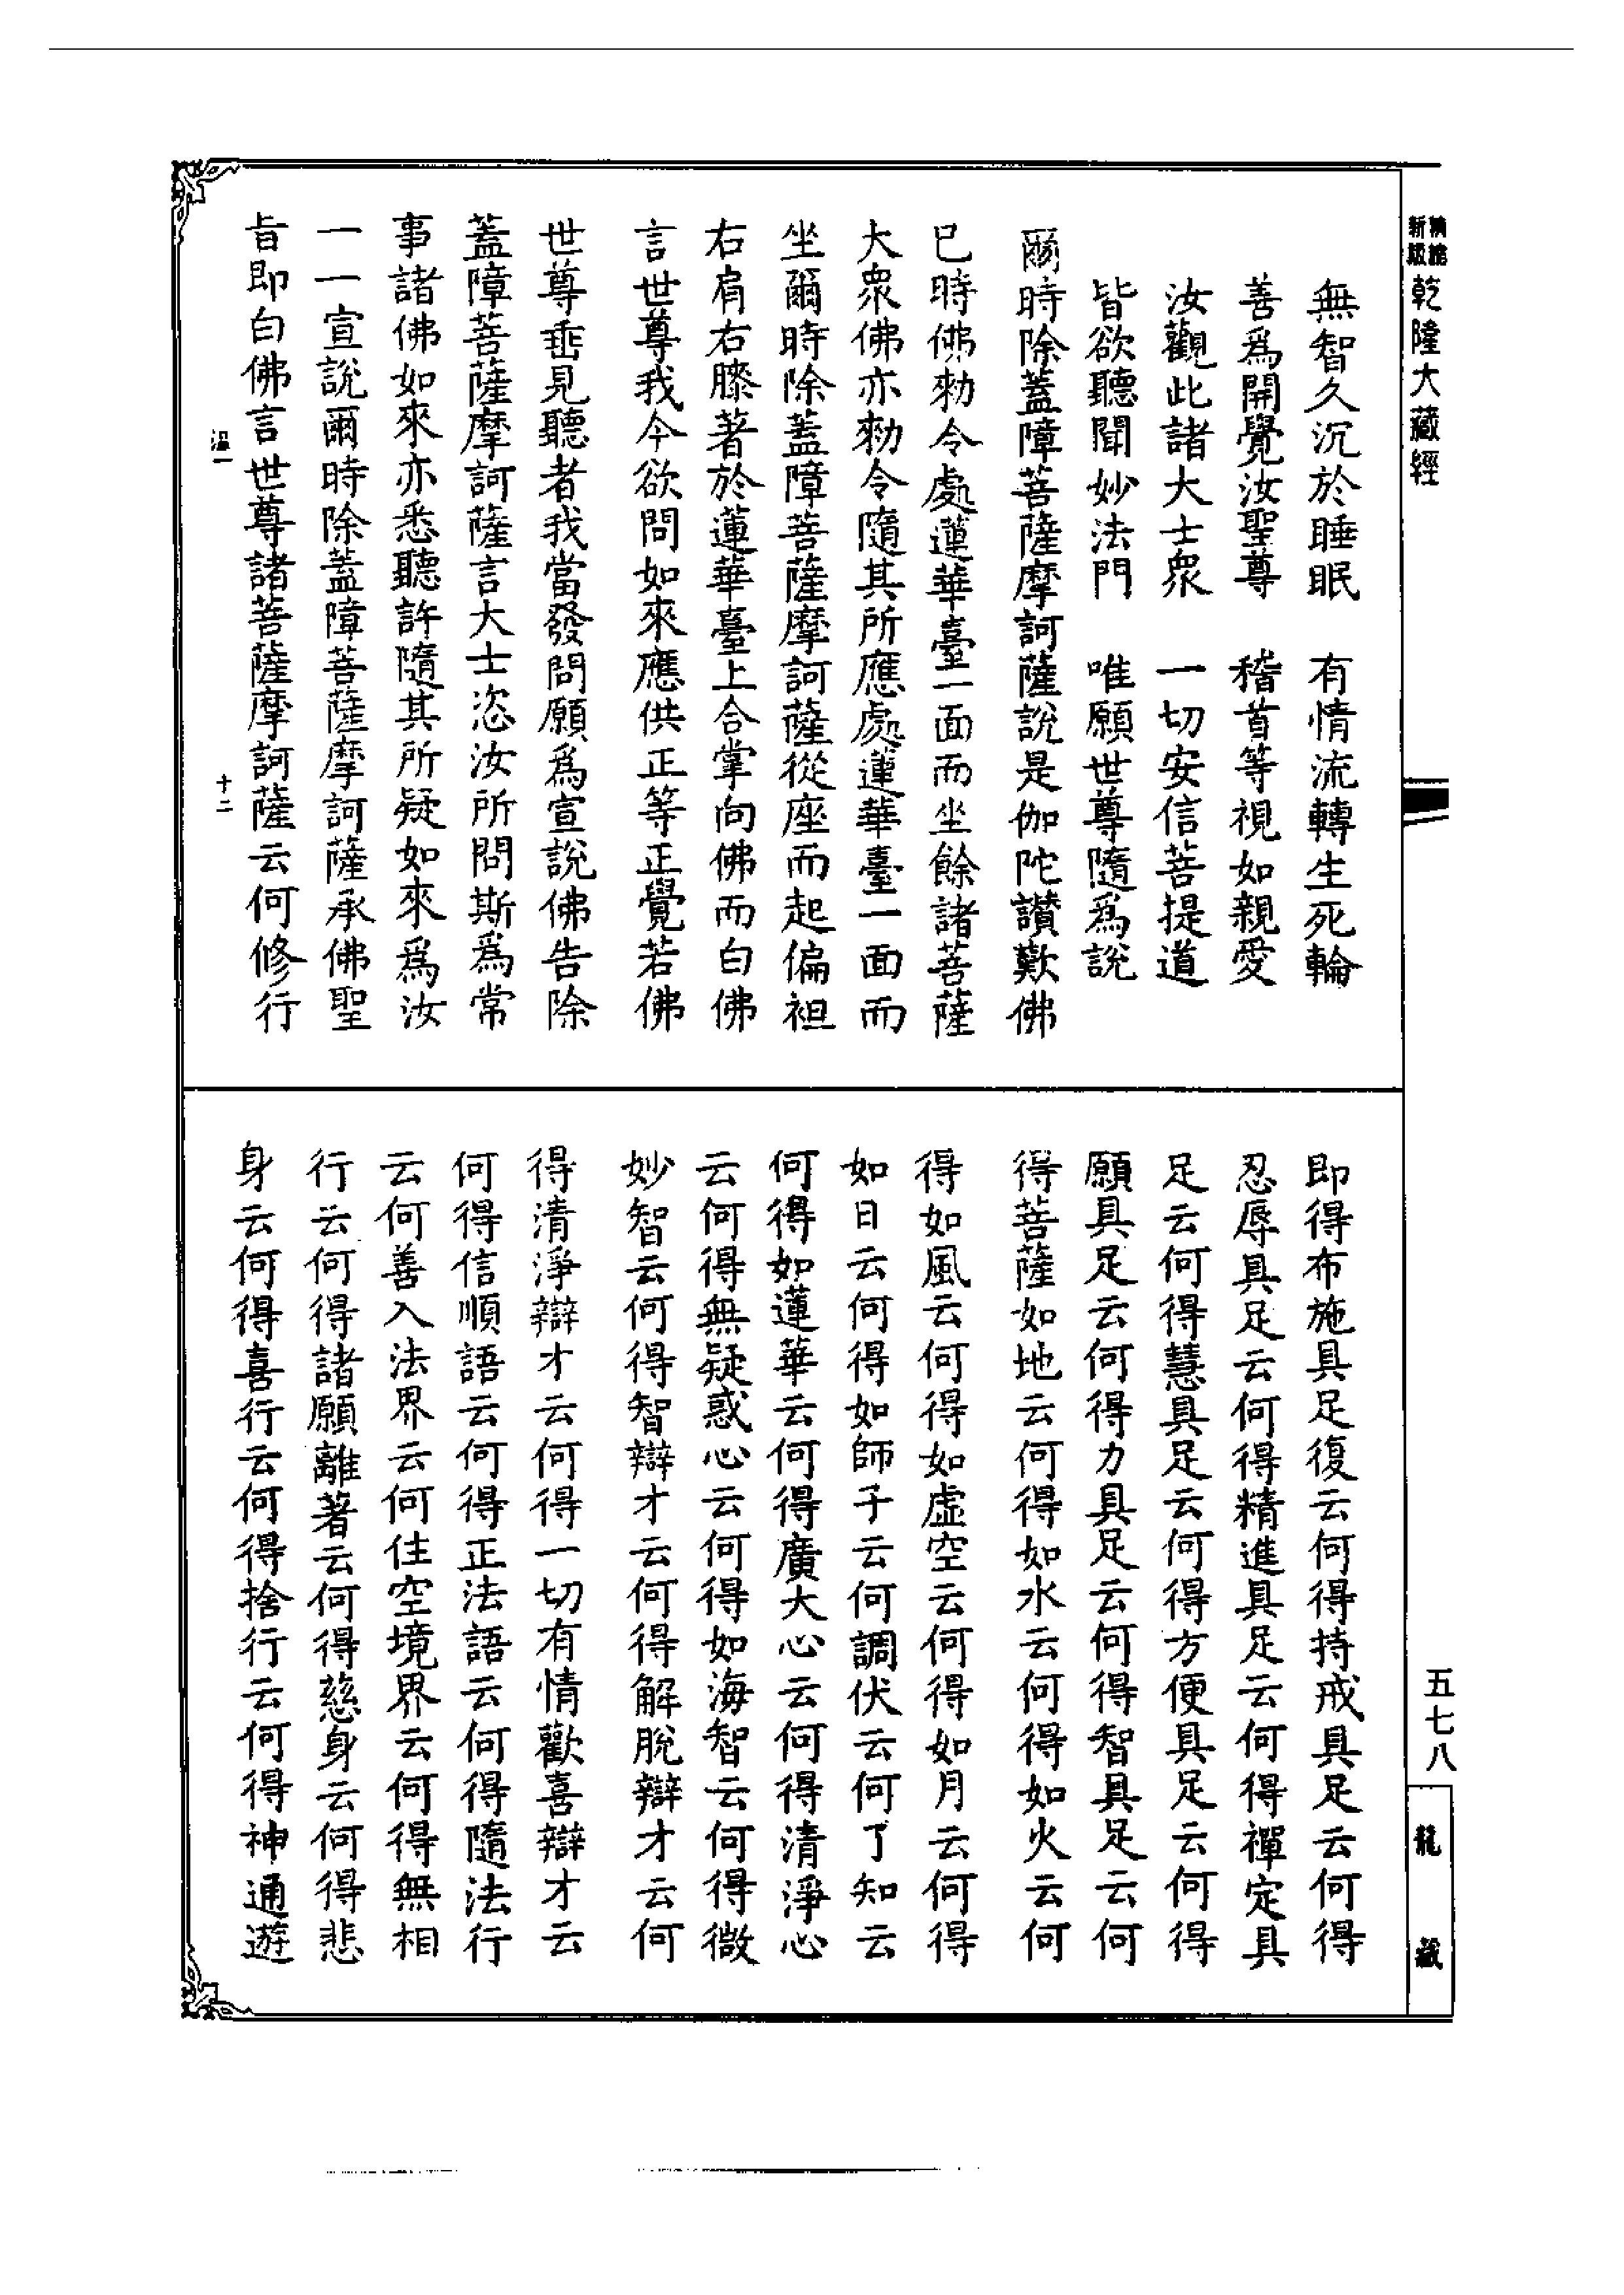 精縮
新版
乾隆大藏經
無智久沉於睡眠　有情流轉生死輪
善爲開覺汝聖尊　稽首等視如親愛
汝觀此諸大士衆　一切安信菩提道
皆欲聽聞妙法門　唯願世尊隨爲說
爾時除蓋障菩薩摩訶薩說是伽陀讃歎佛
已時佛勑令處蓮華臺一面而坐餘諸菩薩
大衆佛亦勑令隨其所應處蓮華臺一面而
坐爾時除蓋障菩薩摩訶薩從座而起偏袒
右肩右膝著於蓮華臺上合掌向佛而白佛
言世尊我今欲問如來應供正等正覺若佛
世尊垂見聽者我當發問願爲宣說佛告除
蓋障菩薩摩訶薩言大士恣汝所問斯爲常
事諸佛如來亦悉聽許隨其所疑如來爲汝
一一宣說爾時除蓋障菩薩摩訶薩承佛聖
旨即白佛言世尊諸菩薩摩訶薩云何修行
溫一
十二
即得布施具足復云何得持戒具足云何得
忍辱具足云何得精進具足云何得禪定具
足云何得慧具足云何得方便具足云何得
願具足云何得力具足云何得智具足云何
得菩薩如地云何得如水云何得如火云何
得如風云何得如虛空云何得如月云何得
如日云何得如師子云何調伏云何了知云
何得如蓮華云何得廣大心云何得清淨心
云何得無疑惑心云何得如海智云何得微
妙智云何得智辯才云何得解脫辯才云何
得清淨辯才云何得一切有情歡喜辯才云
何得信順語云何得正法語云何得隨法行
云何善入法界云何住空境界云何得無相
行云何得諸願離著云何得慈身云何得悲
身云何得喜行云何得捨行云何得神通遊
五七八
龍
藏